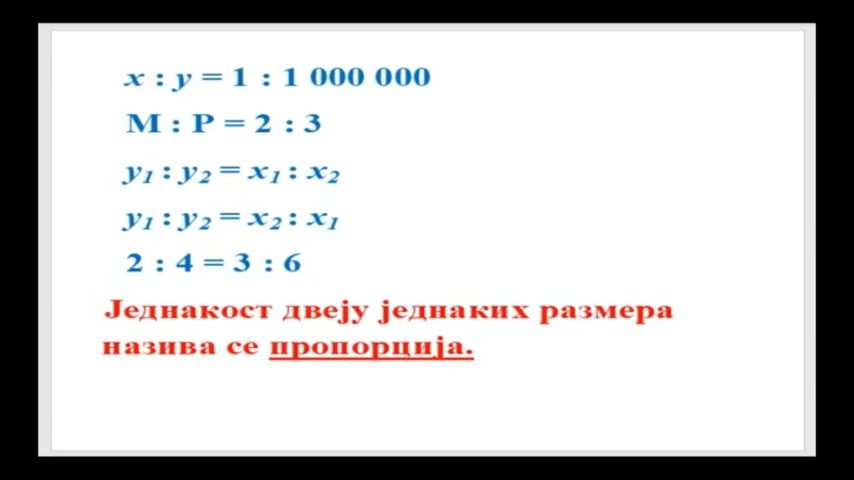 x : y = 1 : 1 000 000
М : Р = 2 : 3
y₁ : y₂ = x₁ : x₂
y₁ : y₂ = x₂ : x₁
2 : 4 = 3 : 6
Једнакост двеју једнаких размера
назива се пропорција.